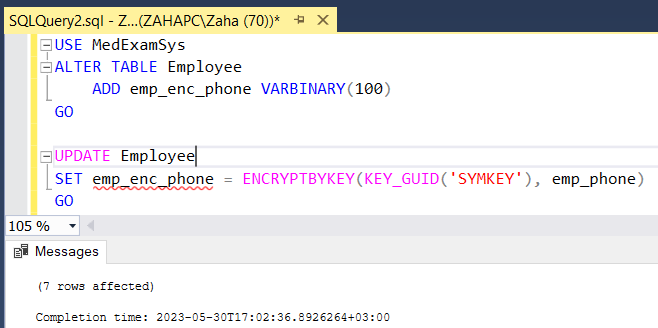 SQLQuery2.sql - Z...(ZAHAPC\Zaha (70))*
USE MedExamSys
ALTER TABLE Employee
ADD emp_enc_phone VARBINARY(100)
GO
UPDATE Employee
SET emp_enc_phone = ENCRYPTBYKEY(KEY_GUID('SYMKEY'), emp_phone)
GO
105 %
Messages
(7 rows affected)
Completion time: 2023-05-30T17:02:36.8926264+03:00